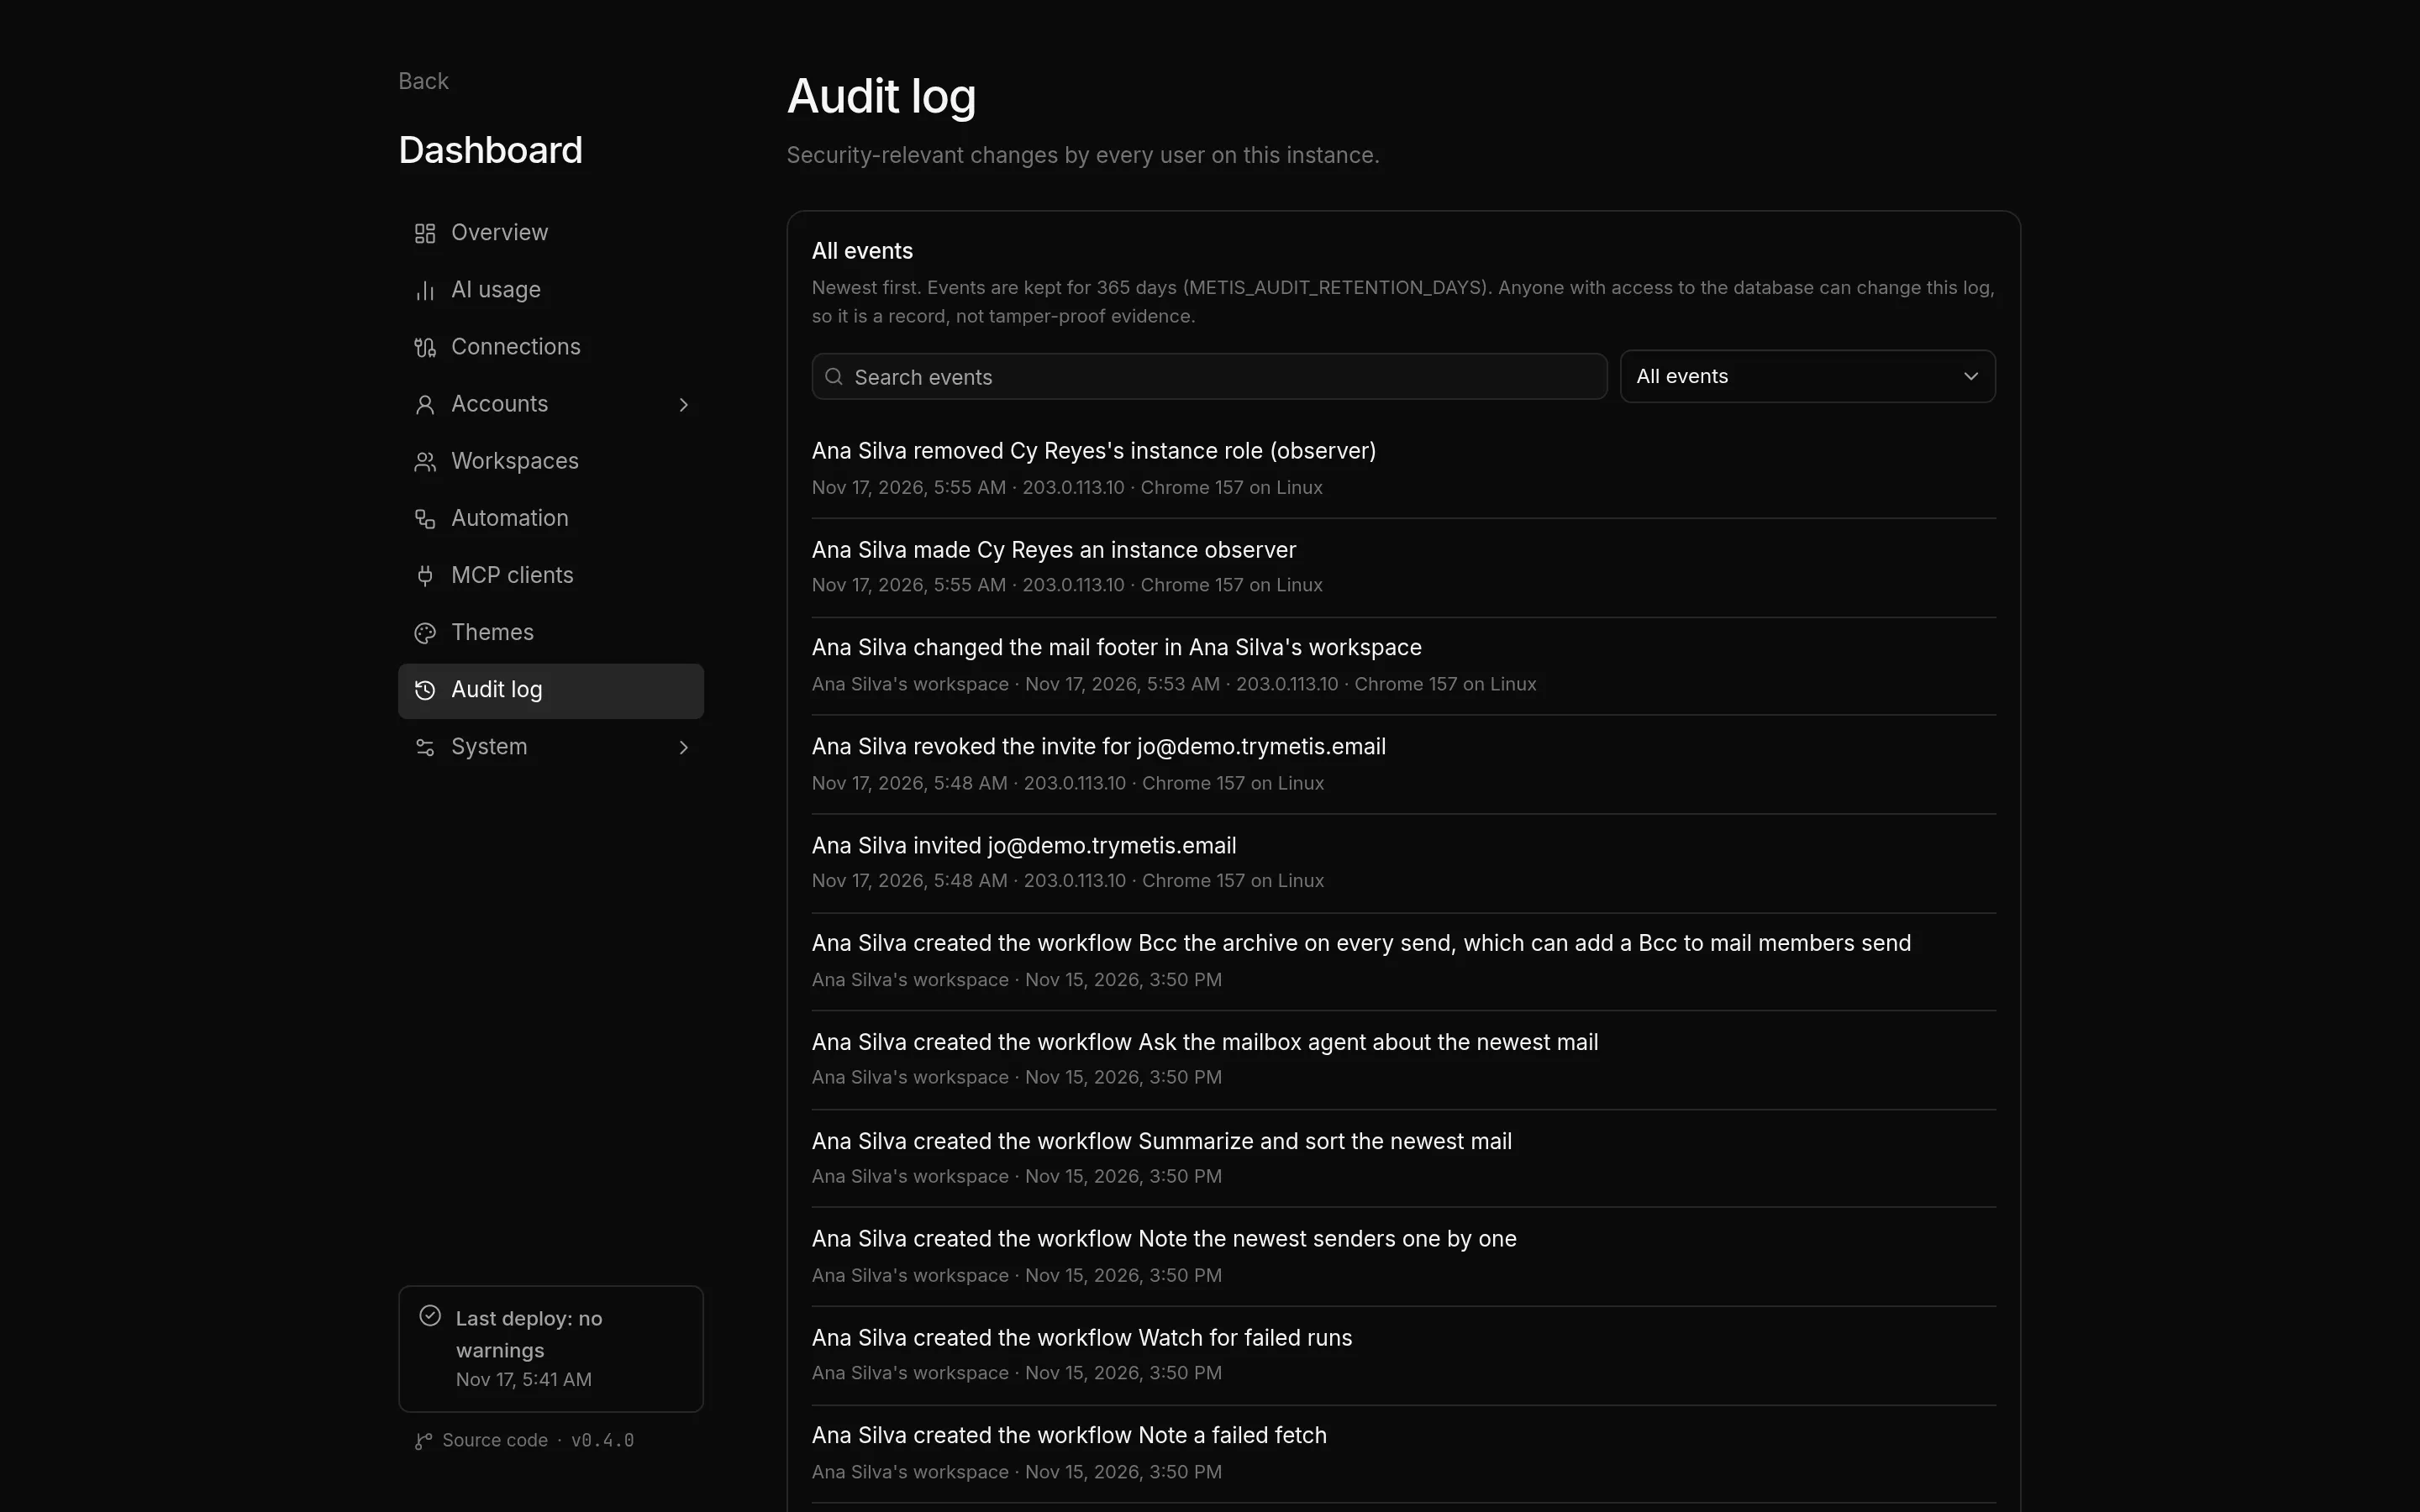 Back
Dashboard
Overview
AI usage
Connections
Accounts
Workspaces
Automation
MCP clients
Themes
Audit log
System
Last deploy: no
warnings
Nov 17, 5:41 AM
Source code · v0.4.0
Audit log
Security-relevant changes by every user on this instance.
All events
Newest first. Events are kept for 365 days (METIS_AUDIT_RETENTION_DAYS). Anyone with access to the database can change this log,
so it is a record, not tamper-proof evidence.
Search events
All events
Ana Silva removed Cy Reyes's instance role (observer)
Nov 17, 2026, 5:55 AM · 203.0.113.10 · Chrome 157 on Linux
Ana Silva made Cy Reyes an instance observer
Nov 17, 2026, 5:55 AM · 203.0.113.10 · Chrome 157 on Linux
Ana Silva changed the mail footer in Ana Silva's workspace
Ana Silva's workspace · Nov 17, 2026, 5:53 AM · 203.0.113.10 · Chrome 157 on Linux
Ana Silva revoked the invite for jo@demo.trymetis.email
Nov 17, 2026, 5:48 AM · 203.0.113.10 · Chrome 157 on Linux
Ana Silva invited jo@demo.trymetis.email
Nov 17, 2026, 5:48 AM · 203.0.113.10 · Chrome 157 on Linux
Ana Silva created the workflow Bcc the archive on every send, which can add a Bcc to mail members send
Ana Silva's workspace · Nov 15, 2026, 3:50 PM
Ana Silva created the workflow Ask the mailbox agent about the newest mail
Ana Silva's workspace · Nov 15, 2026, 3:50 PM
Ana Silva created the workflow Summarize and sort the newest mail
Ana Silva's workspace · Nov 15, 2026, 3:50 PM
Ana Silva created the workflow Note the newest senders one by one
Ana Silva's workspace · Nov 15, 2026, 3:50 PM
Ana Silva created the workflow Watch for failed runs
Ana Silva's workspace · Nov 15, 2026, 3:50 PM
Ana Silva created the workflow Note a failed fetch
Ana Silva's workspace · Nov 15, 2026, 3:50 PM